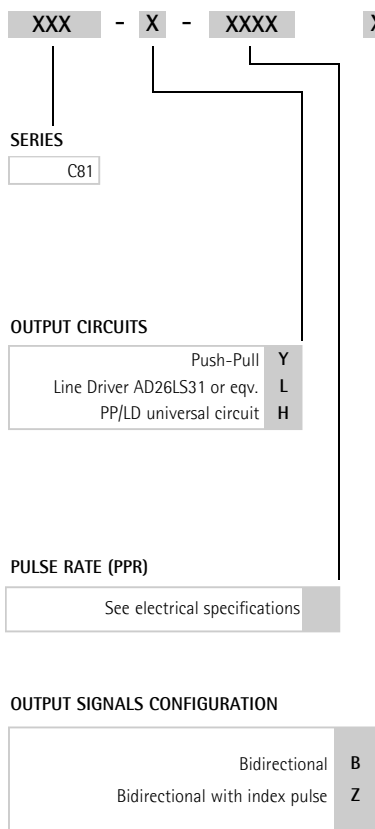 XXX - X - XXXX
SERIES
C81
OUTPUT CIRCUITS
Push-Pull Y
Line Driver AD26LS31 or eqv. L
PP/LD universal circuit H
PULSE RATE (PPR)
See electrical specifications
OUTPUT SIGNALS CONFIGURATION
Bidirectional B
Bidirectional with index pulse Z